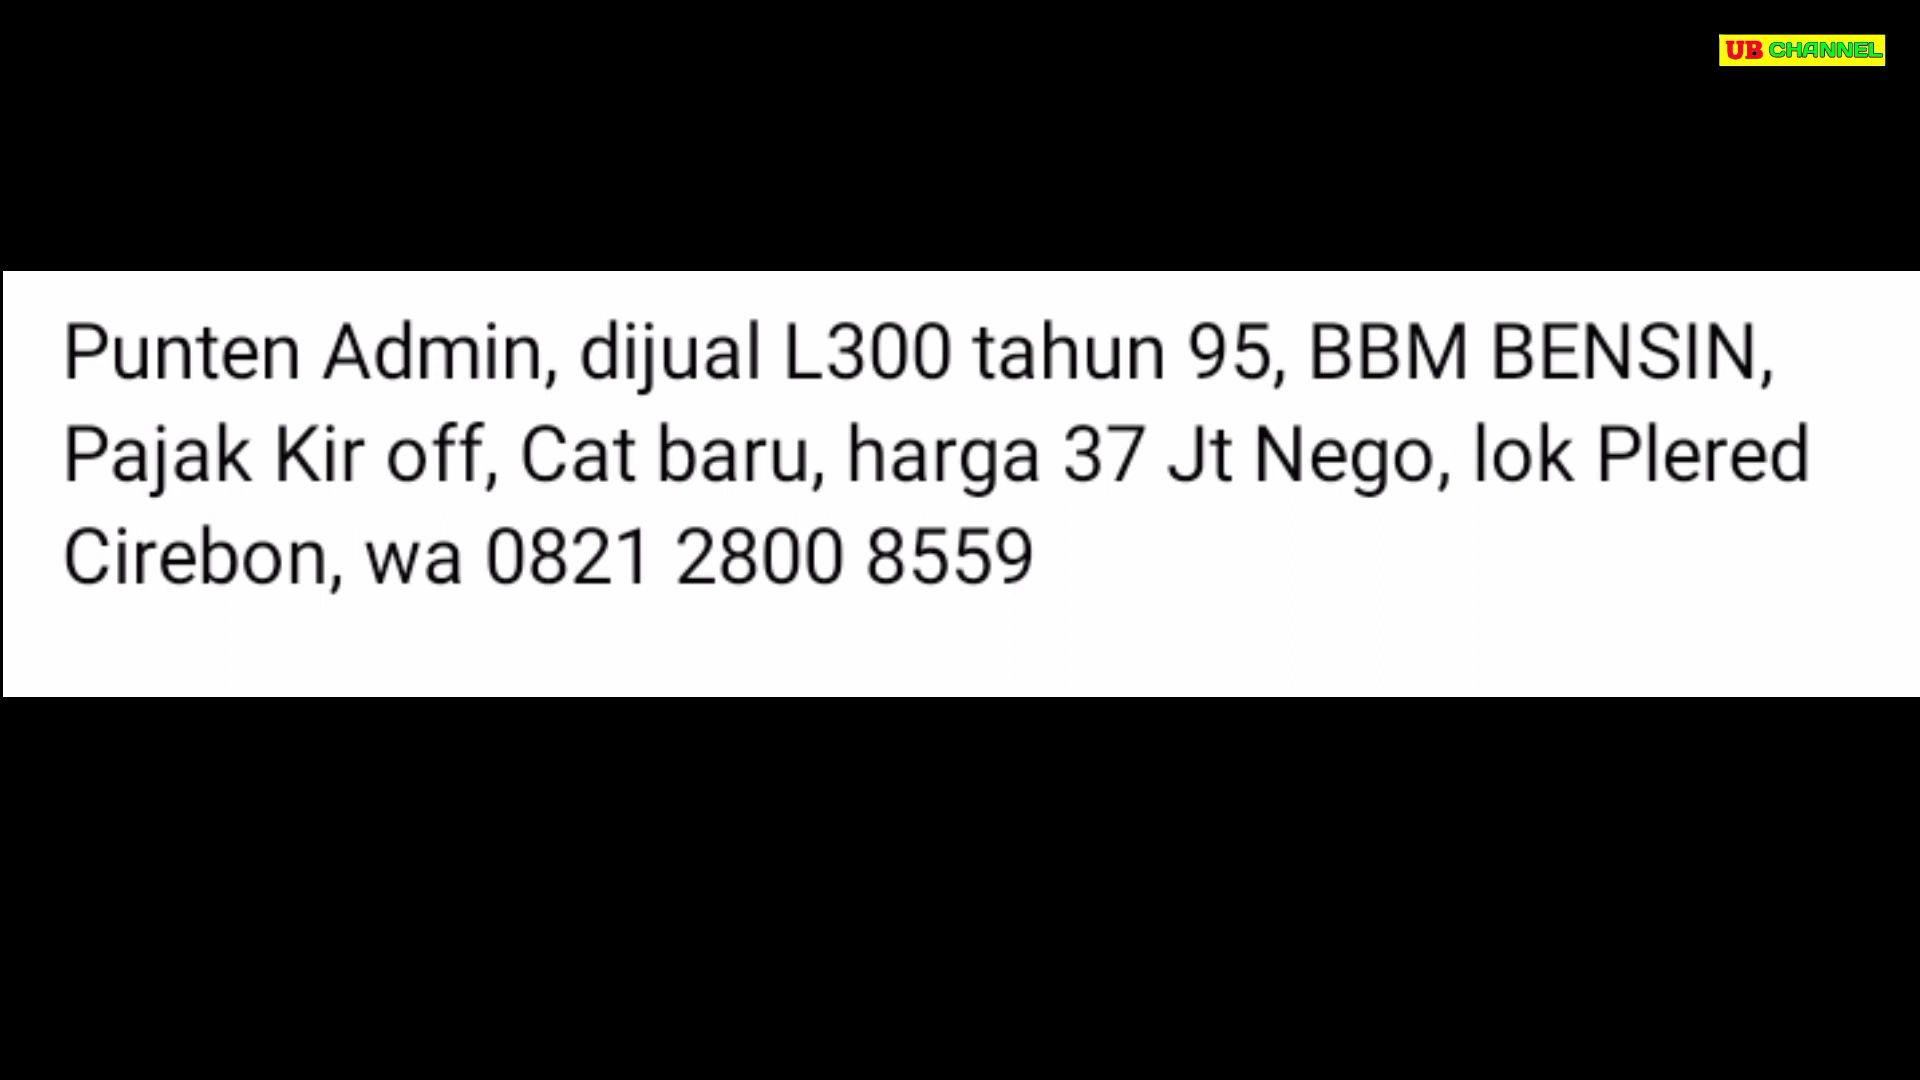 UB CHANNEL
Punten Admin, dijual L300 tahun 95, BBM BENSIN,
Pajak Kir off, Cat baru, harga 37 Jt Nego, lok Plered
Cirebon, wa 0821 2800 8559